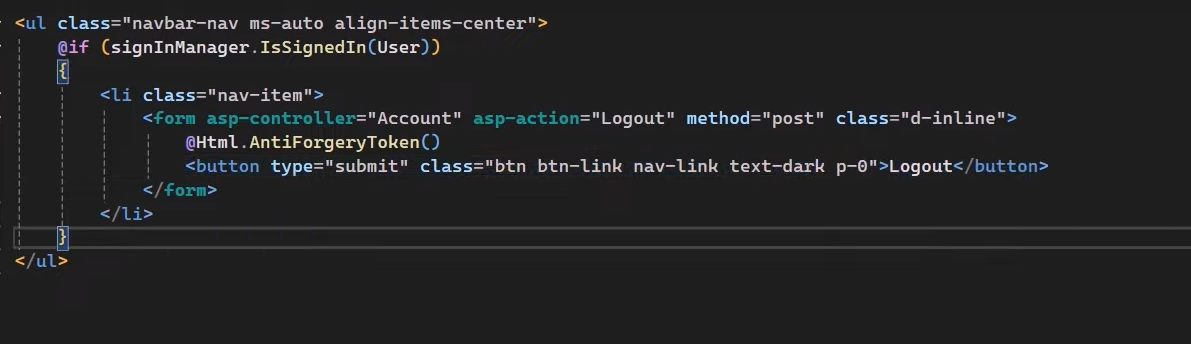 <ul class="navbar-nav ms-auto align-items-center">
@if (signInManager.IsSignedIn(User))
{
<li class="nav-item">
<form asp-controller="Account" asp-action="Logout" method="post" class="d-inline">
@Html.AntiForgeryToken()
<button type="submit" class="btn btn-link nav-link text-dark p-0">Logout</button>
</form>
</li>
}
</ul>